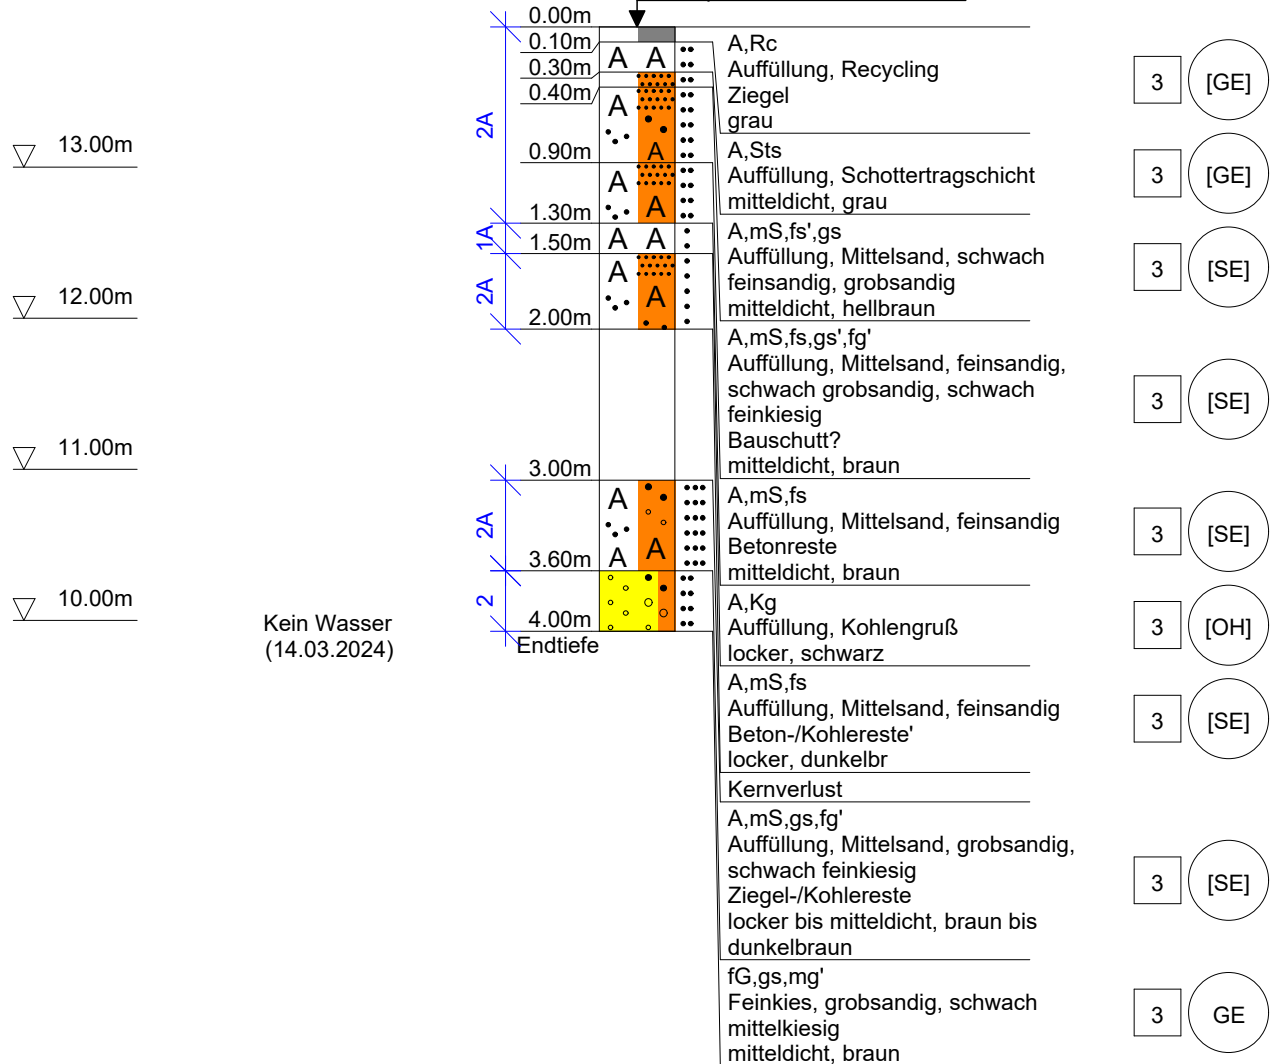 13.00m
12.00m
11.00m
10.00m
Kein Wasser
(14.03.2024)
2A
1A
2A
2A
2
0.00m
0.10m
0.30m
0.40m
0.90m
1.30m
1.50m
2.00m
3.00m
3.60m
4.00m
Endtiefe
A A
A
A
A
A
A A
A
A
A
A
A
A,Rc
Auffüllung, Recycling
Ziegel
grau
3 [GE]
A,Sts
Auffüllung, Schottertragschicht
mitteldicht, grau
3 [GE]
A,mS,fs',gs
Auffüllung, Mittelsand, schwach
feinsandig, grobsandig
mitteldicht, hellbraun
3 [SE]
A,mS,fs,gs',fg'
Auffüllung, Mittelsand, feinsandig,
schwach grobsandig, schwach
feinkiesig
Bauschutt?
mitteldicht, braun
3 [SE]
A,mS,fs
Auffüllung, Mittelsand, feinsandig
Betonreste
mitteldicht, braun
3 [SE]
A,Kg
Auffüllung, Kohlengruß
locker, schwarz
3 [OH]
A,mS,fs
Auffüllung, Mittelsand, feinsandig
Beton-/Kohlereste'
locker, dunkelbr
3 [SE]
Kernverlust
A,mS,gs,fg'
Auffüllung, Mittelsand, grobsandig,
schwach feinkiesig
Ziegel-/Kohlereste
locker bis mitteldicht, braun bis
dunkelbraun
3 [SE]
fG,gs,mg'
Feinkies, grobsandig, schwach
mittelkiesig
mitteldicht, braun
3 GE